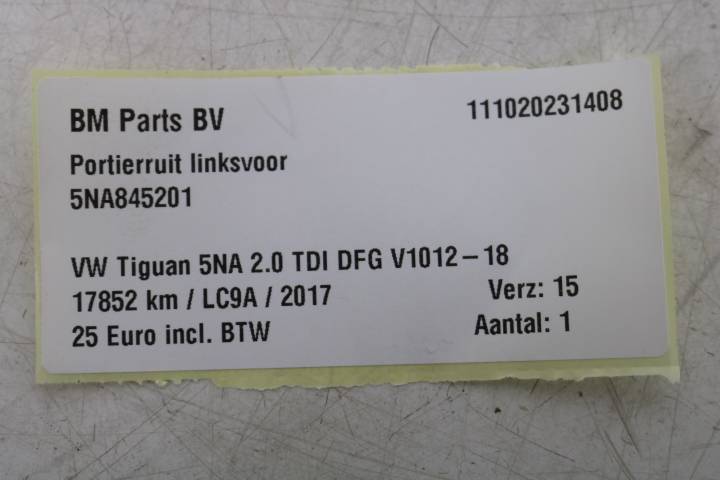 BM Parts BV 111020231408
Portierruit linksvoor
5NA845201
VW Tiguan 5NA 2.0 TDI DFG V1012-18
17852 km / LC9A / 2017 Verz: 15
25 Euro incl. BTW Aantal: 1